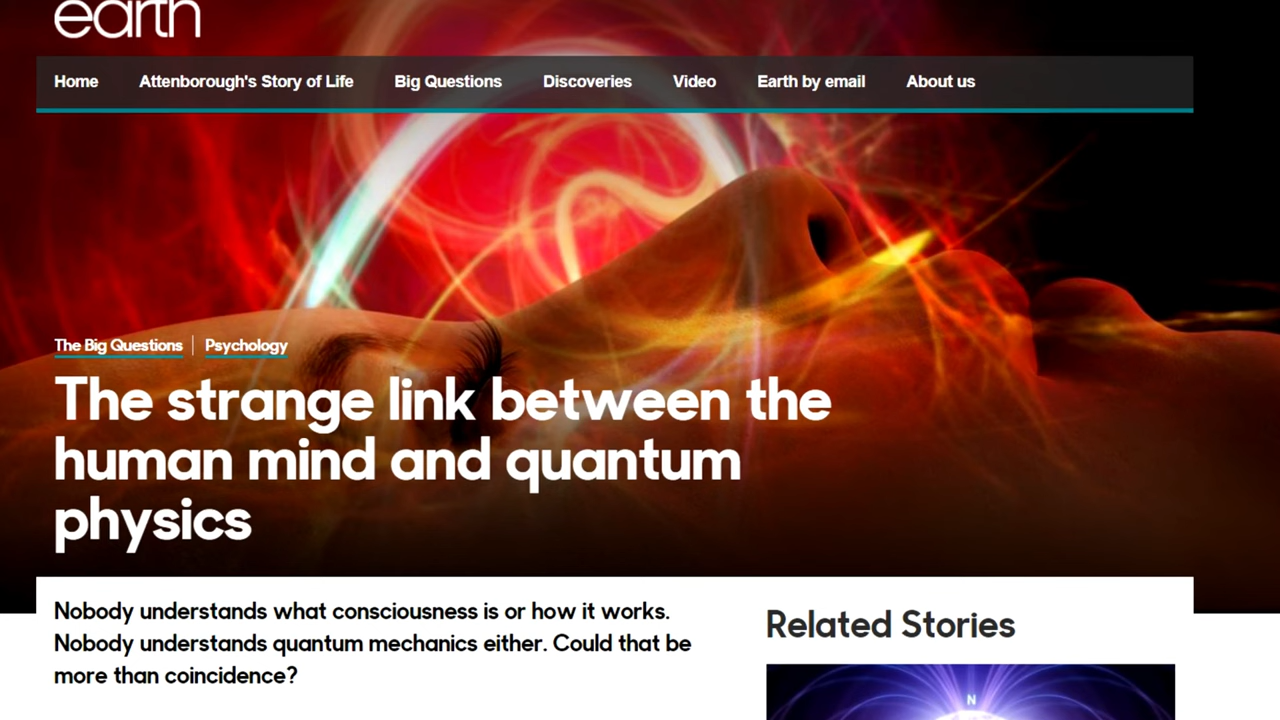 earth
Home Attenborough's Story of Life Big Questions Discoveries Video Earth by email About us
The Big Questions | Psychology
The strange link between the
human mind and quantum
physics
Nobody understands what consciousness is or how it works.
Nobody understands quantum mechanics either. Could that be
more than coincidence?
Related Stories
N